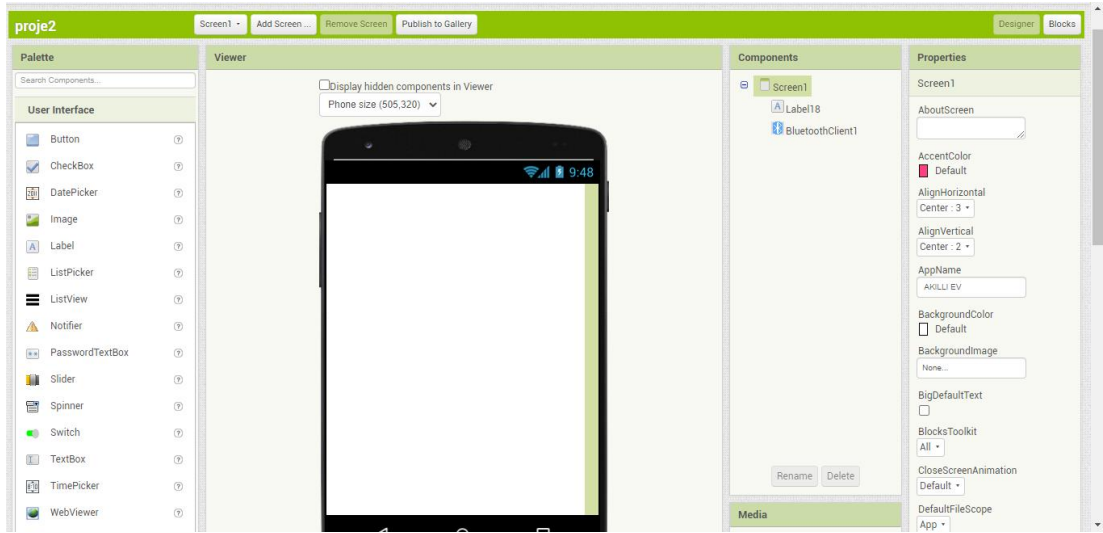 proje2
Screen1
Add Screen ...
Remove Screen
Publish to Gallery
Designer
Blocks
Palette
Search Components...
User Interface
Button
CheckBox
DatePicker
Image
Label
ListPicker
ListView
Notifier
PasswordTextBox
Slider
Spinner
Switch
TextBox
TimePicker
WebViewer
Viewer
Display hidden components in Viewer
Phone size (505,320)
9:48
Components
Screen1
Label18
BluetoothClient1
Rename
Delete
Media
Properties
Screen1
AboutScreen
AccentColor
Default
AlignHorizontal
Center : 3
AlignVertical
Center : 2
AppName
AKILLI EV
BackgroundColor
Default
BackgroundImage
None...
BigDefaultText
BlocksToolkit
All
CloseScreenAnimation
Default
DefaultFileScope
App